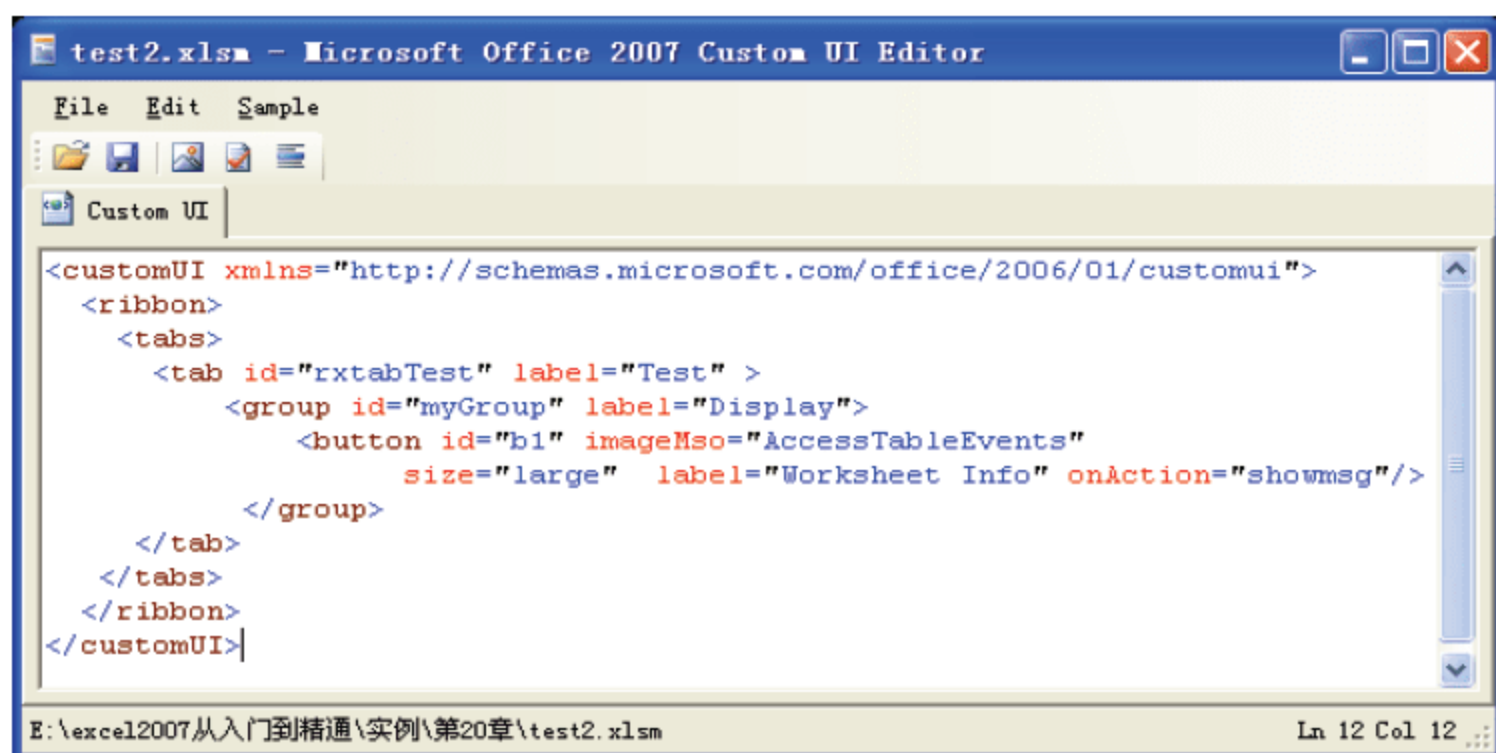 test2.xlsm - Microsoft Office 2007 Custom UI Editor
File Edit Sample
Custom UI
<customUI xmlns="http://schemas.microsoft.com/office/2006/01/customui">
<ribbon>
<tabs>
<tab id="rxtabTest" label="Test" >
<group id="myGroup" label="Display">
<button id="b1" imageMso="AccessTableEvents"
size="large" label="Worksheet Info" onAction="showmsg"/>
</group>
</tab>
</tabs>
</ribbon>
</customUI>
E:\excel2007从入门到精通\实例\第20章\test2.xlsm Ln 12 Col 12